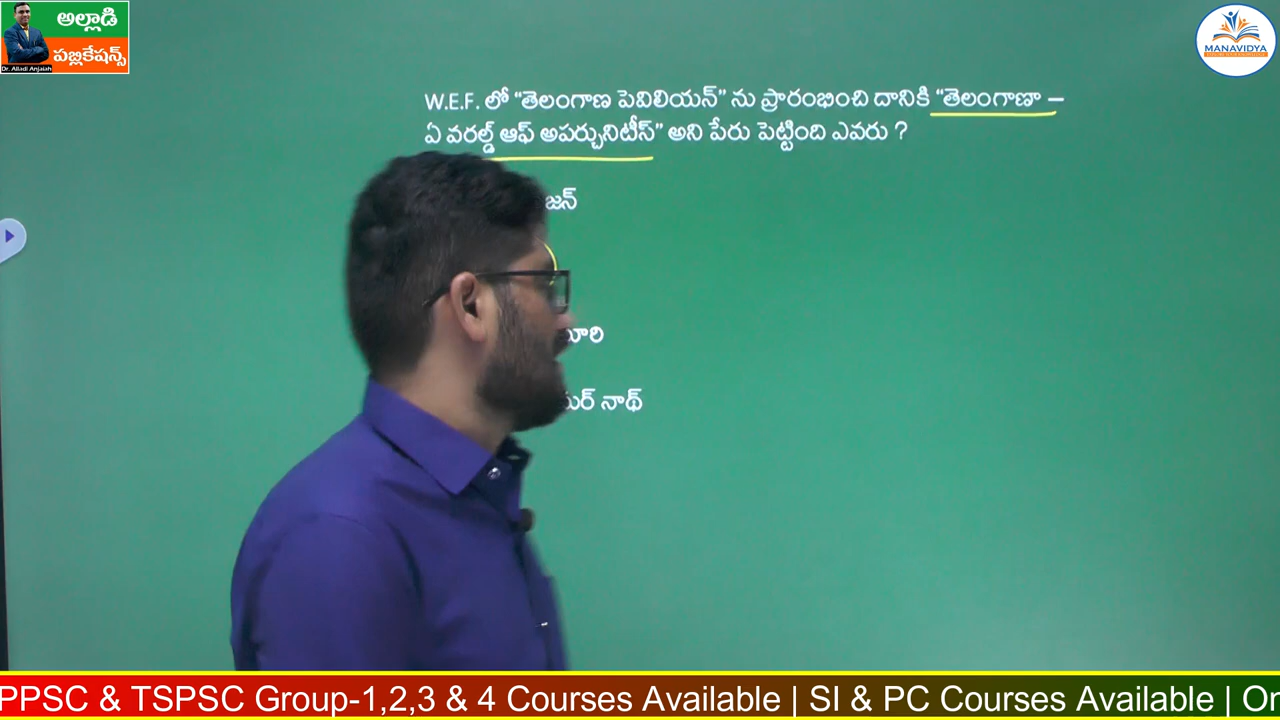 అల్లాడి
పబ్లికేషన్స్
Dr. Alladi Anjaiah
MANAVIDYA
W.E.F. లో “తెలంగాణ పెవిలియన్” ను ప్రారంభించి దానికి “తెలంగాణా –
ఏ వరల్డ్ ఆఫ్ అపర్చునిటీస్” అని పేరు పెట్టింది ఎవరు ?
జన్
నాథ్
PPSC & TSPSC Group-1,2,3 & 4 Courses Available | SI & PC Courses Available | On